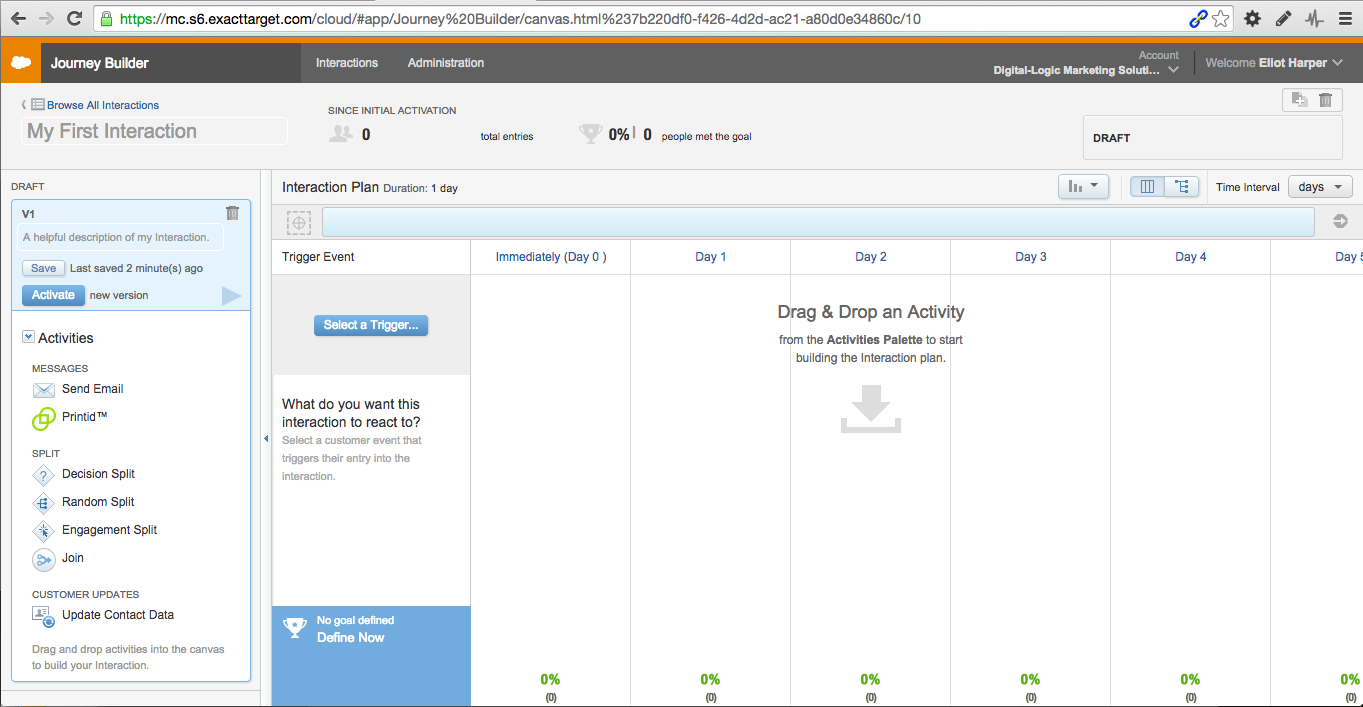 https://mc.s6.exacttarget.com/cloud/#app/Journey%20Builder/canvas.html%237b220df0-f426-4d2d-ac21-a80d0e34860c/10
Journey Builder
Interactions
Administration
Account
Digital-Logic Marketing Soluti...
Welcome Eliot Harper
Browse All Interactions
My First Interaction
SINCE INITIAL ACTIVATION
0 total entries
0% | 0 people met the goal
DRAFT
DRAFT
V1
A helpful description of my Interaction.
Save Last saved 2 minute(s) ago
Activate new version
Activities
MESSAGES
Send Email
Printid™
SPLIT
Decision Split
Random Split
Engagement Split
Join
CUSTOMER UPDATES
Update Contact Data
Drag and drop activities into the canvas
to build your Interaction.
Interaction Plan Duration: 1 day
Time Interval days
Trigger Event
Immediately (Day 0 )
Day 1
Day 2
Day 3
Day 4
Day 5
Select a Trigger...
What do you want this
interaction to react to?
Select a customer event that
triggers their entry into the
interaction.
Drag & Drop an Activity
from the Activities Palette to start
building the Interaction plan.
No goal defined
Define Now
0% 0% 0% 0% 0% 0%
(0) (0) (0) (0) (0) (0)